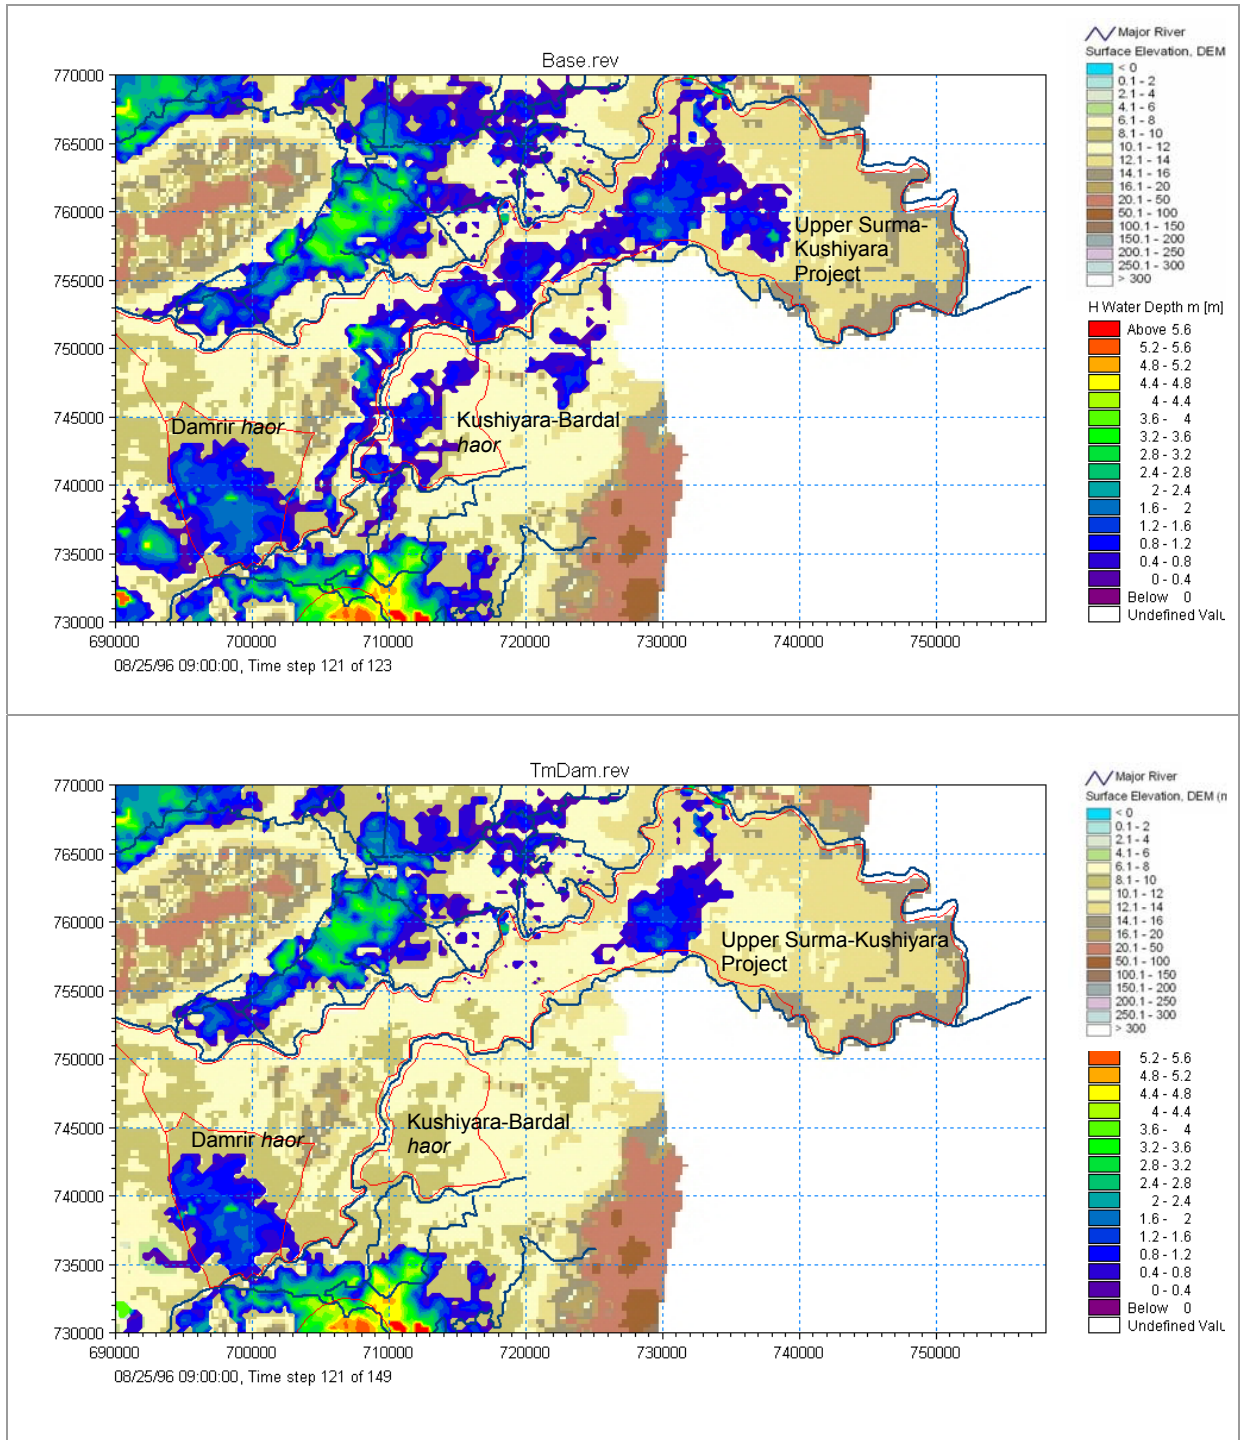 Base.rev
770000
765000
760000
755000
750000
745000
740000
735000
730000
690000 700000 710000 720000 730000 740000 750000
08/25/96 09:00:00, Time step 121 of 123
Upper Surma-
Kushiyara
Project
Damrir haor
Kushiyara-Bardal
haor
Major River
Surface Elevation, DEM
< 0
0.1 - 2
2.1 - 4
4.1 - 6
6.1 - 8
8.1 - 10
10.1 - 12
12.1 - 14
14.1 - 16
16.1 - 20
20.1 - 50
50.1 - 100
100.1 - 150
150.1 - 200
200.1 - 250
250.1 - 300
> 300
H Water Depth m [m]
Above 5.6
5.2 - 5.6
4.8 - 5.2
4.4 - 4.8
4 - 4.4
3.6 - 4
3.2 - 3.6
2.8 - 3.2
2.4 - 2.8
2 - 2.4
1.6 - 2
1.2 - 1.6
0.8 - 1.2
0.4 - 0.8
0 - 0.4
Below 0
Undefined Valu
TmDam.rev
770000
765000
760000
755000
750000
745000
740000
735000
730000
690000 700000 710000 720000 730000 740000 750000
08/25/96 09:00:00, Time step 121 of 149
Upper Surma-Kushiyara
Project
Kushiyara-Bardal
haor
Damrir haor
Major River
Surface Elevation, DEM (n
< 0
0.1 - 2
2.1 - 4
4.1 - 6
6.1 - 8
8.1 - 10
10.1 - 12
12.1 - 14
14.1 - 16
16.1 - 20
20.1 - 50
50.1 - 100
100.1 - 150
150.1 - 200
200.1 - 250
250.1 - 300
> 300
5.2 - 5.6
4.8 - 5.2
4.4 - 4.8
4 - 4.4
3.6 - 4
3.2 - 3.6
2.8 - 3.2
2.4 - 2.8
2 - 2.4
1.6 - 2
1.2 - 1.6
0.8 - 1.2
0.4 - 0.8
0 - 0.4
Below 0
Undefined Valu